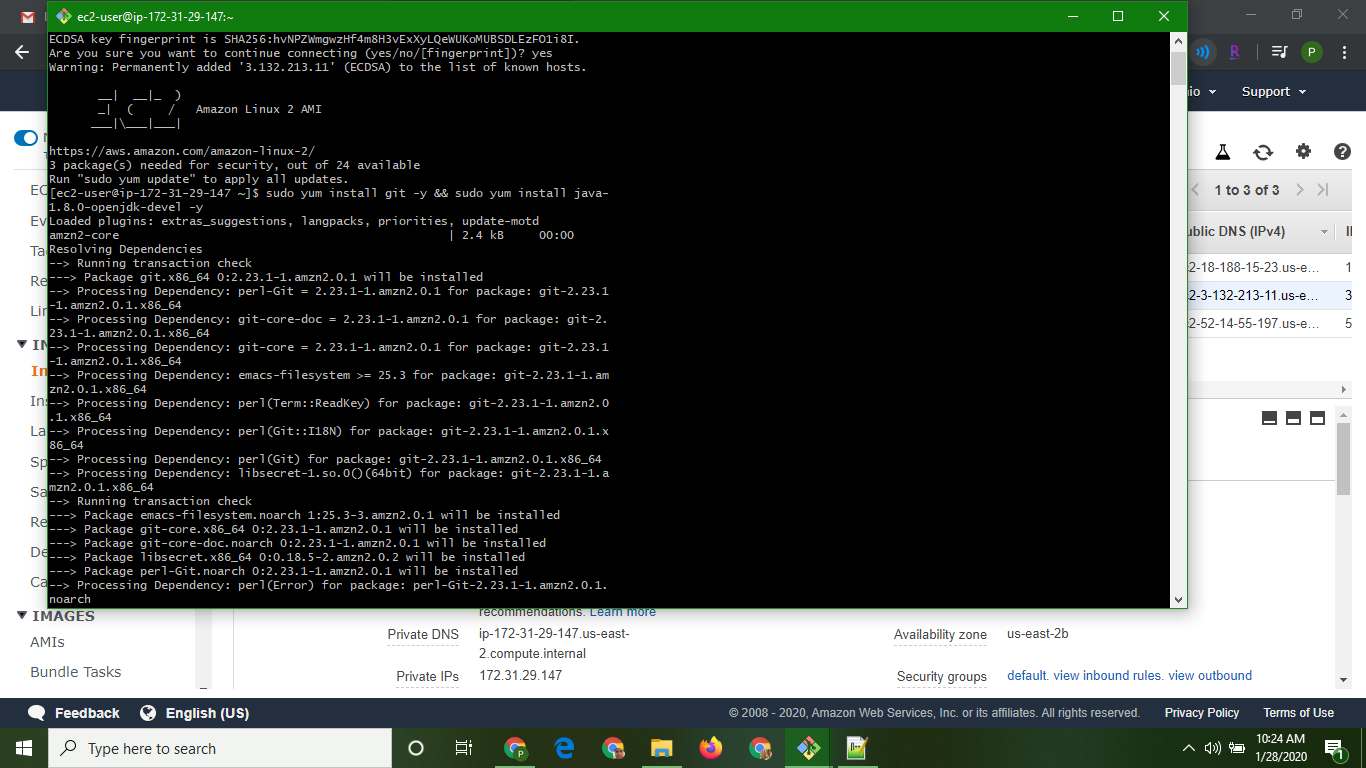 ec2-user@ip-172-31-29-147:~
ECDSA key fingerprint is SHA256:hvNPZWmgwzHf4m8H3vExXyLQeWUKoMUBSDLEzFO1i8I.
Are you sure you want to continue connecting (yes/no/[fingerprint])? yes
Warning: Permanently added '3.132.213.11' (ECDSA) to the list of known hosts.
__|  __|_  )
_|  (     /   Amazon Linux 2 AMI
___|\___|___|
https://aws.amazon.com/amazon-linux-2/
3 package(s) needed for security, out of 24 available
Run "sudo yum update" to apply all updates.
[ec2-user@ip-172-31-29-147 ~]$ sudo yum install git -y && sudo yum install java-
1.8.0-openjdk-devel -y
Loaded plugins: extras_suggestions, langpacks, priorities, update-motd
amzn2-core | 2.4 kB 00:00
Resolving Dependencies
--> Running transaction check
---> Package git.x86_64 0:2.23.1-1.amzn2.0.1 will be installed
--> Processing Dependency: perl-Git = 2.23.1-1.amzn2.0.1 for package: git-2.23.1
-1.amzn2.0.1.x86_64
--> Processing Dependency: git-core-doc = 2.23.1-1.amzn2.0.1 for package: git-2.
23.1-1.amzn2.0.1.x86_64
--> Processing Dependency: git-core = 2.23.1-1.amzn2.0.1 for package: git-2.23.1
-1.amzn2.0.1.x86_64
--> Processing Dependency: emacs-filesystem >= 25.3 for package: git-2.23.1-1.am
zn2.0.1.x86_64
--> Processing Dependency: perl(Term::ReadKey) for package: git-2.23.1-1.amzn2.0
.1.x86_64
--> Processing Dependency: perl(Git::I18N) for package: git-2.23.1-1.amzn2.0.1.x
86_64
--> Processing Dependency: perl(Git) for package: git-2.23.1-1.amzn2.0.1.x86_64
--> Processing Dependency: libsecret-1.so.0()(64bit) for package: git-2.23.1-1.a
mzn2.0.1.x86_64
--> Running transaction check
---> Package emacs-filesystem.noarch 1:25.3-3.amzn2.0.1 will be installed
---> Package git-core.x86_64 0:2.23.1-1.amzn2.0.1 will be installed
---> Package git-core-doc.noarch 0:2.23.1-1.amzn2.0.1 will be installed
---> Package libsecret.x86_64 0:0.18.5-2.amzn2.0.2 will be installed
---> Package perl-Git.noarch 0:2.23.1-1.amzn2.0.1 will be installed
--> Processing Dependency: perl(Error) for package: perl-Git-2.23.1-1.amzn2.0.1.
noarch
R
P
io
Support
1 to 3 of 3
ublic DNS (IPv4)
2-18-188-15-23.us-e... 1
2-3-132-213-11.us-e... 3
2-52-14-55-197.us-e... 5
EC
Ev
Ta
Re
Lin
IN
In
Ins
La
Sp
Sa
Re
De
Ca
IMAGES
AMIs
Bundle Tasks
recommendations. Learn more
Private DNS ip-172-31-29-147.us-east-
2.compute.internal
Private IPs 172.31.29.147
Availability zone us-east-2b
Security groups default. view inbound rules. view outbound
Feedback English (US)
© 2008 - 2020, Amazon Web Services, Inc. or its affiliates. All rights reserved. Privacy Policy Terms of Use
Type here to search
P
10:24 AM
1/28/2020
1